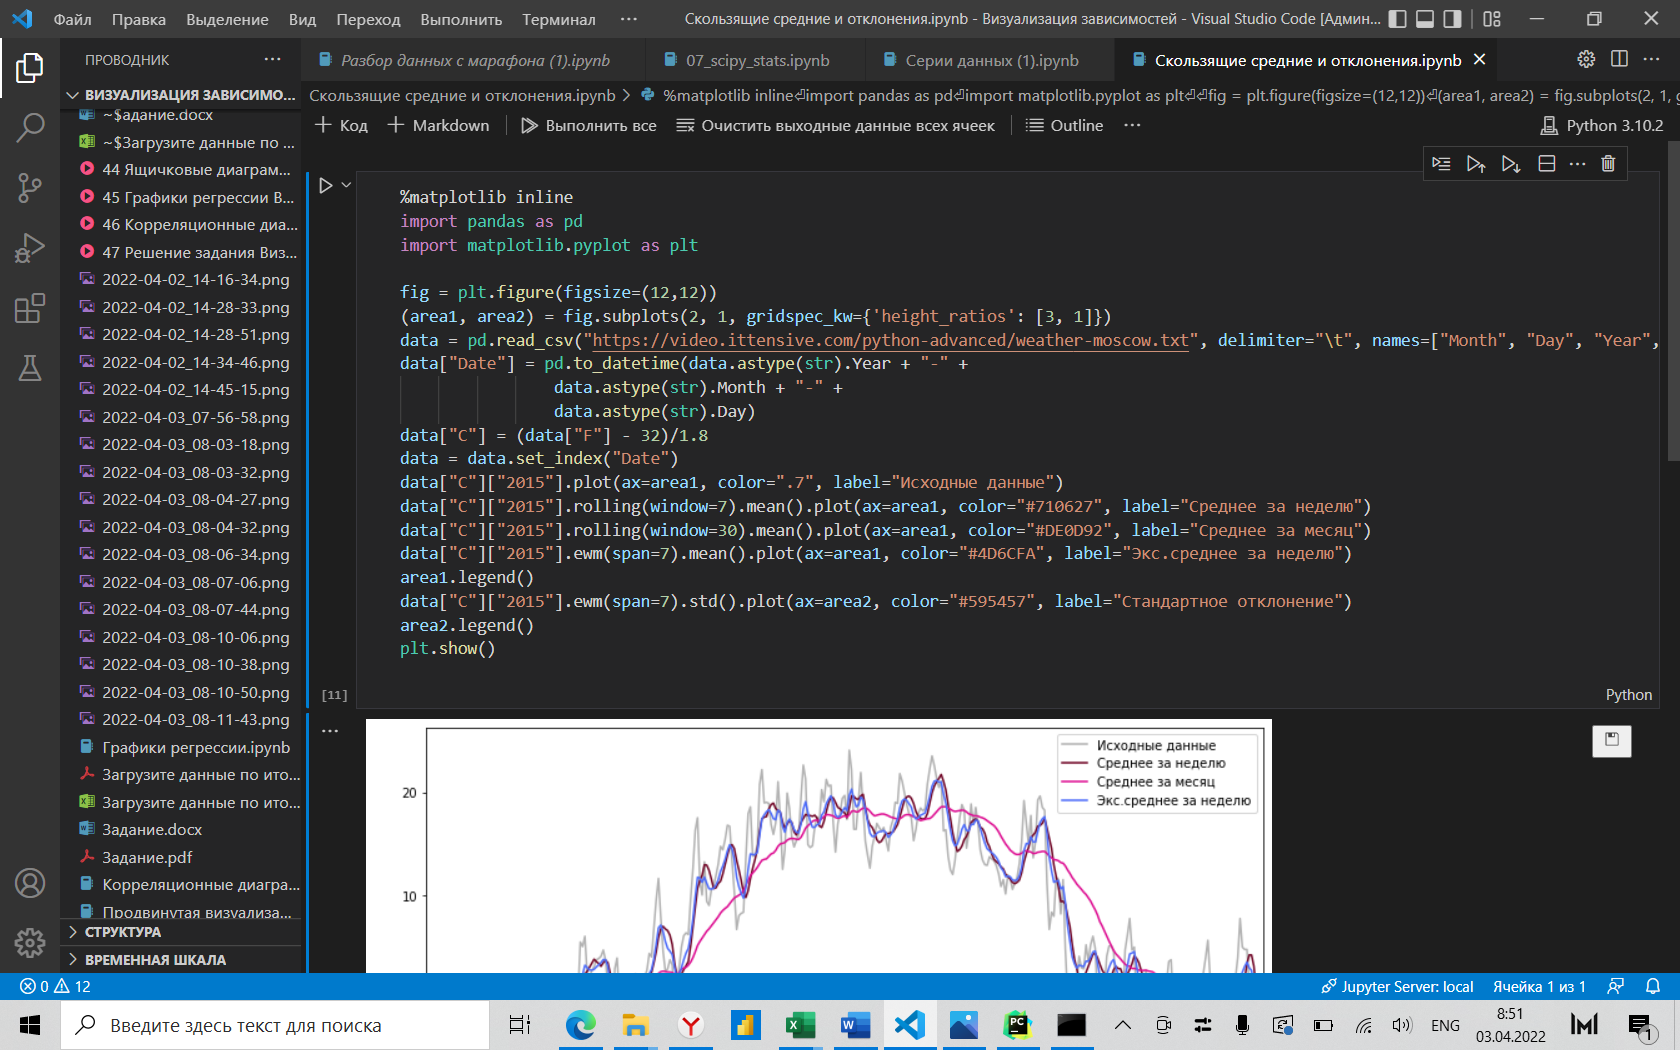 Файл Правка Выделение Вид Переход Выполнить Терминал ··· Скользящие средние и отклонения.ipynb - Визуализация зависимостей - Visual Studio Code [Админ...
ПРОВОДНИК ···
Разбор данных с марафона (1).ipynb 07_scipy_stats.ipynb Серии данных (1).ipynb Скользящие средние и отклонения.ipynb
ВИЗУАЛИЗАЦИЯ ЗАВИСИМО...
Скользящие средние и отклонения.ipynb > %matplotlib inline⏎import pandas as pd⏎import matplotlib.pyplot as plt⏎⏎fig = plt.figure(figsize=(12,12))⏎(area1, area2) = fig.subplots(2, 1, g
+ Код + Markdown Выполнить все Очистить выходные данные всех ячеек Outline ··· Python 3.10.2
~$адание.docx
~$Загрузите данные по ...
44 Ящичковые диаграм...
45 Графики регрессии В...
46 Корреляционные диа...
47 Решение задания Виз...
2022-04-02_14-16-34.png
2022-04-02_14-28-33.png
2022-04-02_14-28-51.png
2022-04-02_14-34-46.png
2022-04-02_14-45-15.png
2022-04-03_07-56-58.png
2022-04-03_08-03-18.png
2022-04-03_08-03-32.png
2022-04-03_08-04-27.png
2022-04-03_08-04-32.png
2022-04-03_08-06-34.png
2022-04-03_08-07-06.png
2022-04-03_08-07-44.png
2022-04-03_08-10-06.png
2022-04-03_08-10-38.png
2022-04-03_08-10-50.png
2022-04-03_08-11-43.png
Графики регрессии.ipynb
Загрузите данные по ито...
Загрузите данные по ито...
Задание.docx
Задание.pdf
Корреляционные диагра...
Продвинутая визуализа...
СТРУКТУРА
ВРЕМЕННАЯ ШКАЛА
%matplotlib inline
import pandas as pd
import matplotlib.pyplot as plt
fig = plt.figure(figsize=(12,12))
(area1, area2) = fig.subplots(2, 1, gridspec_kw={'height_ratios': [3, 1]})
data = pd.read_csv("https://video.ittensive.com/python-advanced/weather-moscow.txt", delimiter="\t", names=["Month", "Day", "Year",
data["Date"] = pd.to_datetime(data.astype(str).Year + "-" +
data.astype(str).Month + "-" +
data.astype(str).Day)
data["C"] = (data["F"] - 32)/1.8
data = data.set_index("Date")
data["C"]["2015"].plot(ax=area1, color=".7", label="Исходные данные")
data["C"]["2015"].rolling(window=7).mean().plot(ax=area1, color="#710627", label="Среднее за неделю")
data["C"]["2015"].rolling(window=30).mean().plot(ax=area1, color="#DE0D92", label="Среднее за месяц")
data["C"]["2015"].ewm(span=7).mean().plot(ax=area1, color="#4D6CFA", label="Экс.среднее за неделю")
area1.legend()
data["C"]["2015"].ewm(span=7).std().plot(ax=area2, color="#595457", label="Стандартное отклонение")
area2.legend()
plt.show()
[11] Python
Исходные данные
Среднее за неделю
Среднее за месяц
Экс.среднее за неделю
20
10
0 12 Jupyter Server: local Ячейка 1 из 1
Введите здесь текст для поиска ENG 8:51
03.04.2022
1